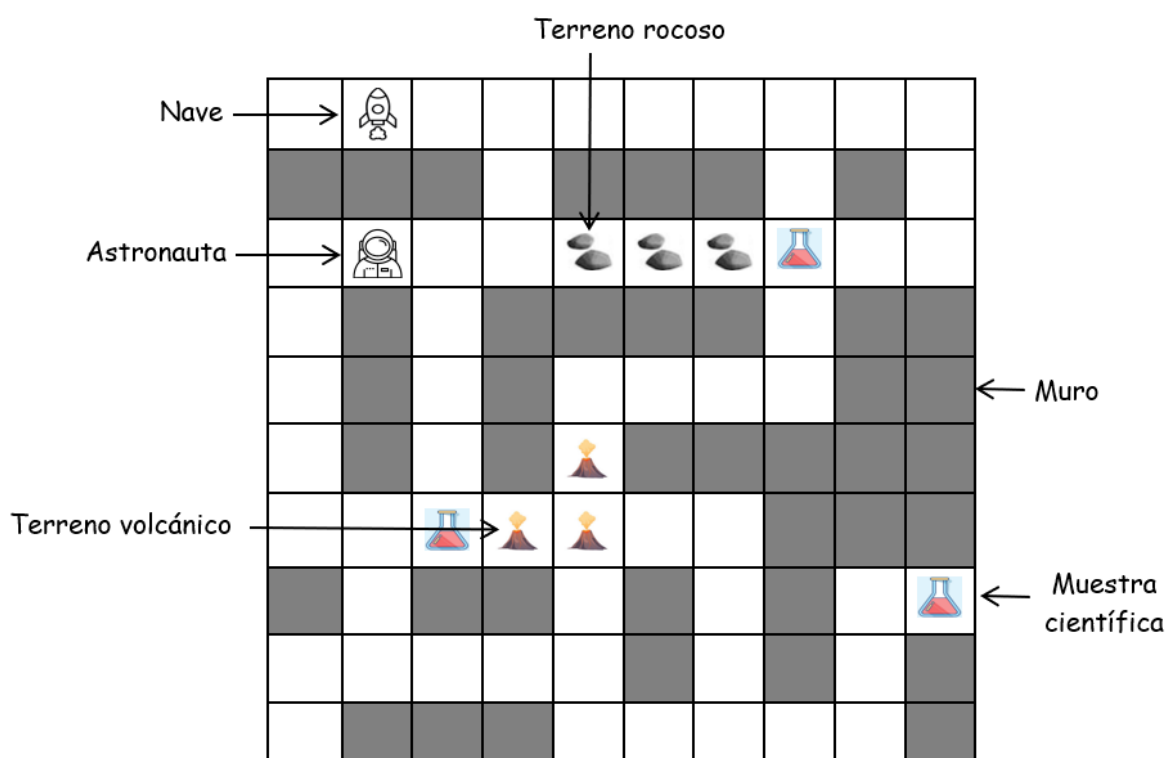 Terreno rocoso
Nave
Astronauta
Muro
Terreno volcánico
Muestra
científica